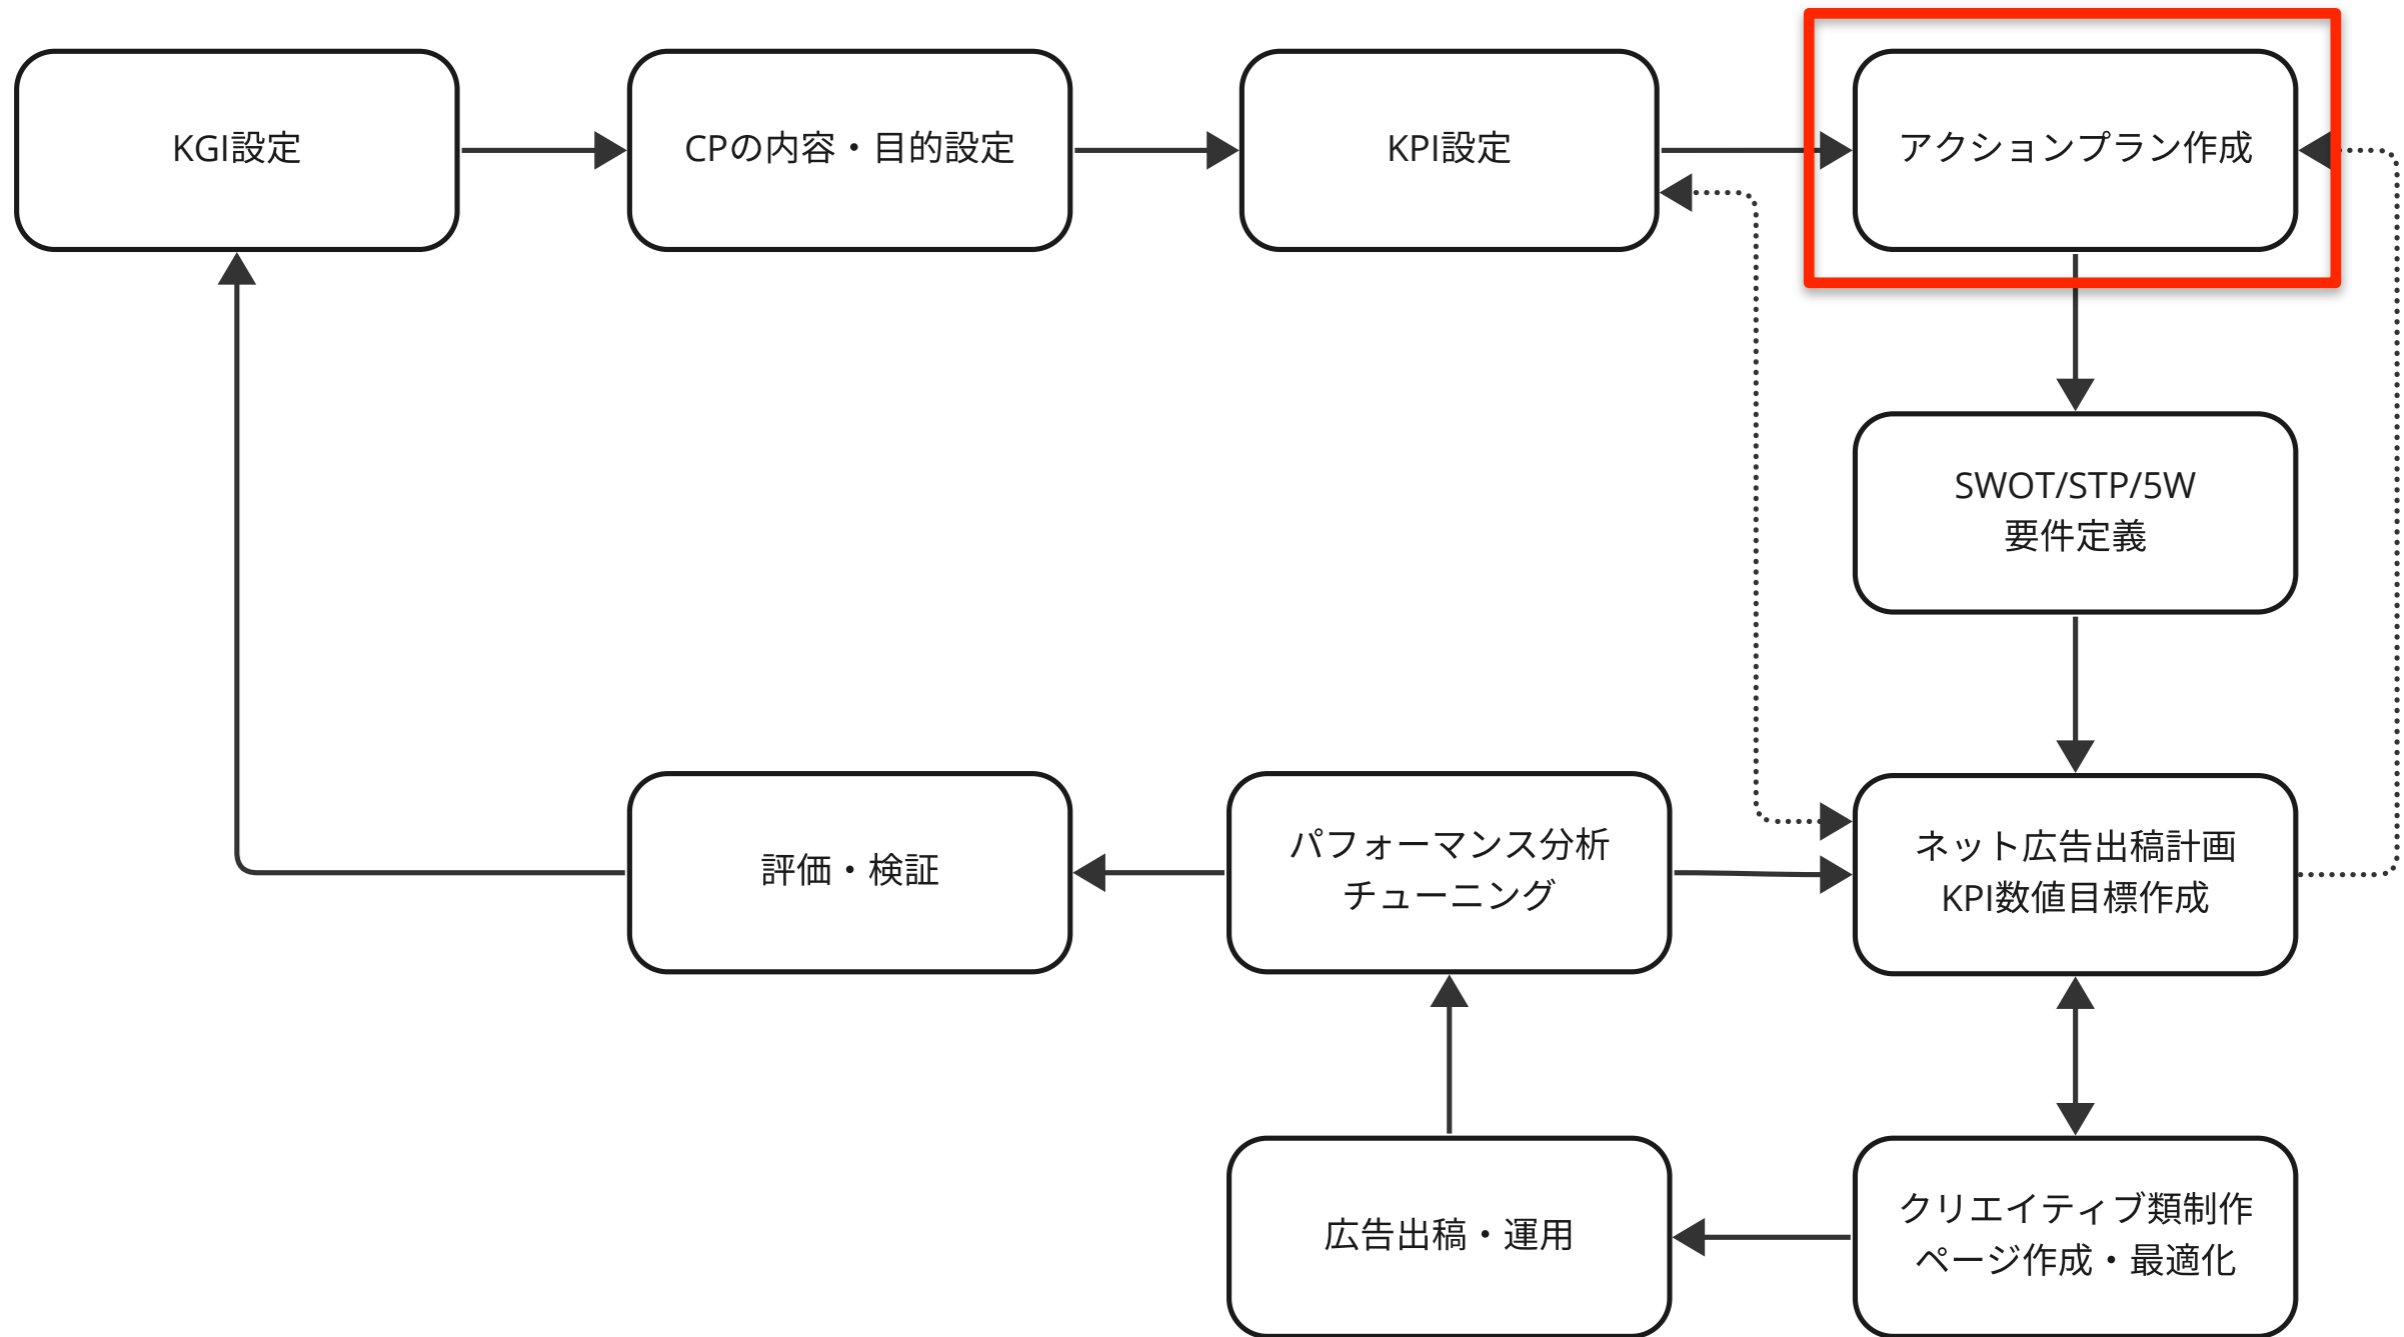 KGI設定
CPの内容・目的設定
KPI設定
アクションプラン作成
SWOT/STP/5W
要件定義
評価・検証
パフォーマンス分析
チューニング
ネット広告出稿計画
KPI数値目標作成
広告出稿・運用
クリエイティブ類制作
ページ作成・最適化